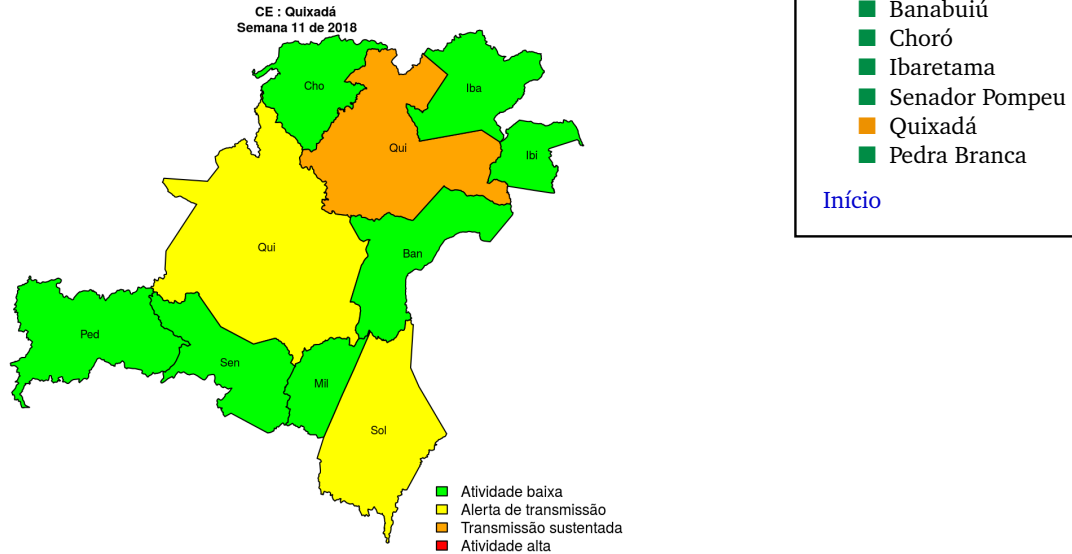 CE : Quixadá
Semana 11 de 2018
Cho
Iba
Qui
Ibi
Qui
Ban
Ped
Sen
Mil
Sol
Atividade baixa
Alerta de transmissão
Transmissão sustentada
Atividade alta
Banabuiú
Choró
Ibaretama
Senador Pompeu
Quixadá
Pedra Branca
Início